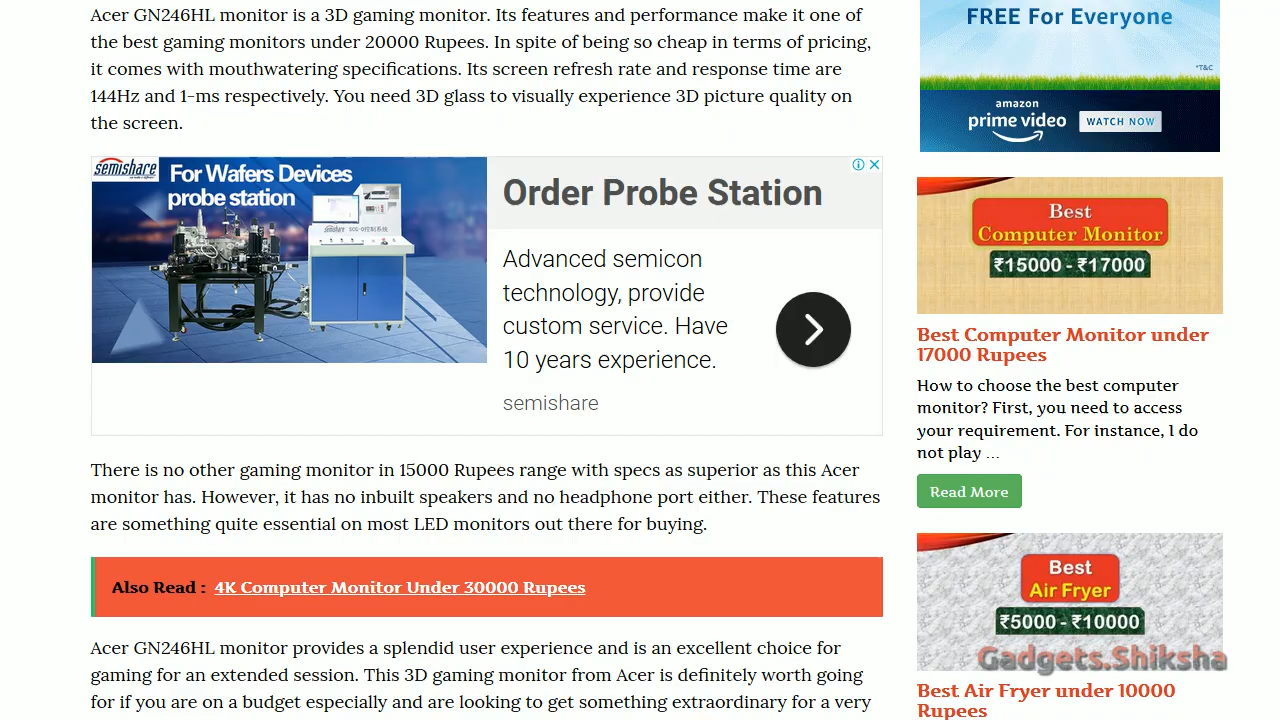 Acer GN246HL monitor is a 3D gaming monitor. Its features and performance make it one of
the best gaming monitors under 20000 Rupees. In spite of being so cheap in terms of pricing,
it comes with mouthwatering specifications. Its screen refresh rate and response time are
144Hz and 1-ms respectively. You need 3D glass to visually experience 3D picture quality on
the screen.
semishare
For Wafers Devices
probe station
Order Probe Station
Advanced semicon
technology, provide
custom service. Have
10 years experience.
semishare
There is no other gaming monitor in 15000 Rupees range with specs as superior as this Acer
monitor has. However, it has no inbuilt speakers and no headphone port either. These features
are something quite essential on most LED monitors out there for buying.
Also Read : 4K Computer Monitor Under 30000 Rupees
Acer GN246HL monitor provides a splendid user experience and is an excellent choice for
gaming for an extended session. This 3D gaming monitor from Acer is definitely worth going
for if you are on a budget especially and are looking to get something extraordinary for a very
FREE For Everyone
*T&C
amazon
prime video
WATCH NOW
Best
Computer Monitor
₹15000 - ₹17000
Best Computer Monitor under
17000 Rupees
How to choose the best computer
monitor? First, you need to access
your requirement. For instance, I do
not play ...
Read More
Best
Air Fryer
₹5000 - ₹10000
Gadgets.Shiksha
Best Air Fryer under 10000
Rupees